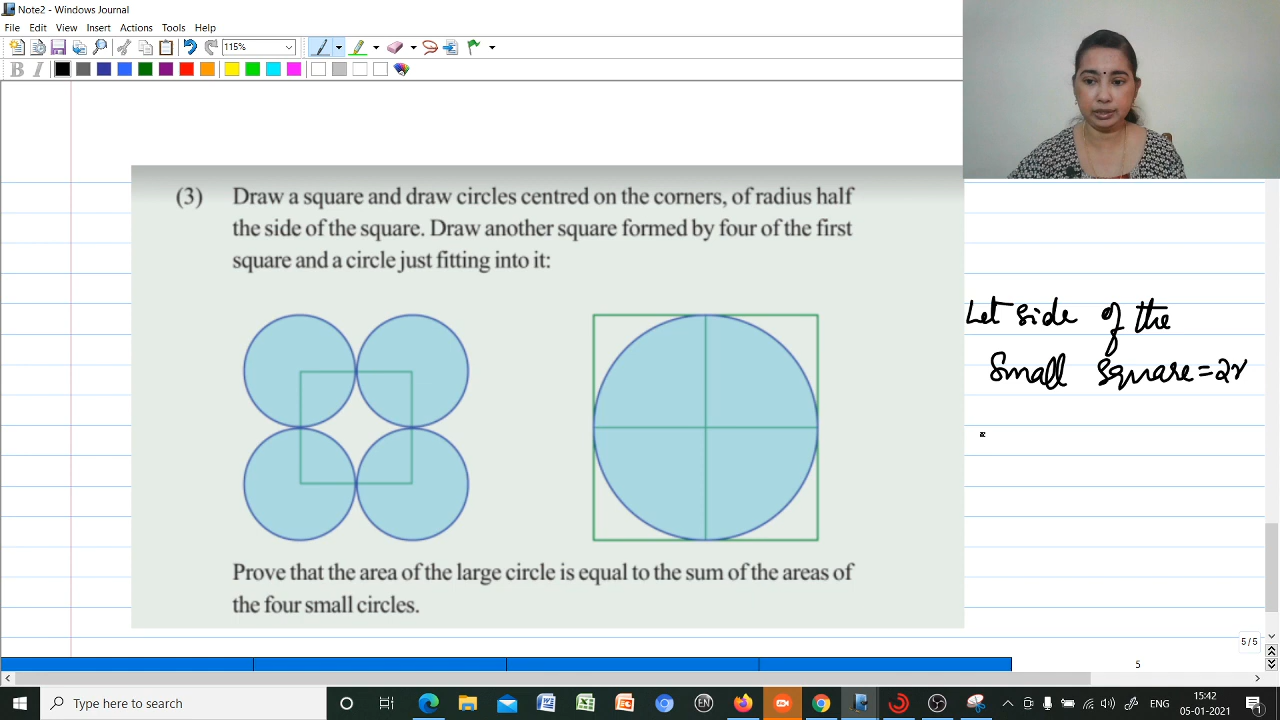 Note2 - Windows Journal
File Edit View Insert Actions Tools Help
115%
B I
(3) Draw a square and draw circles centred on the corners, of radius half
the side of the square. Draw another square formed by four of the first
square and a circle just fitting into it:
Let side of the
Small square = 2r
Prove that the area of the large circle is equal to the sum of the areas of
the four small circles.
5/5
5
Type here to search
EN
15:42
05-01-2021